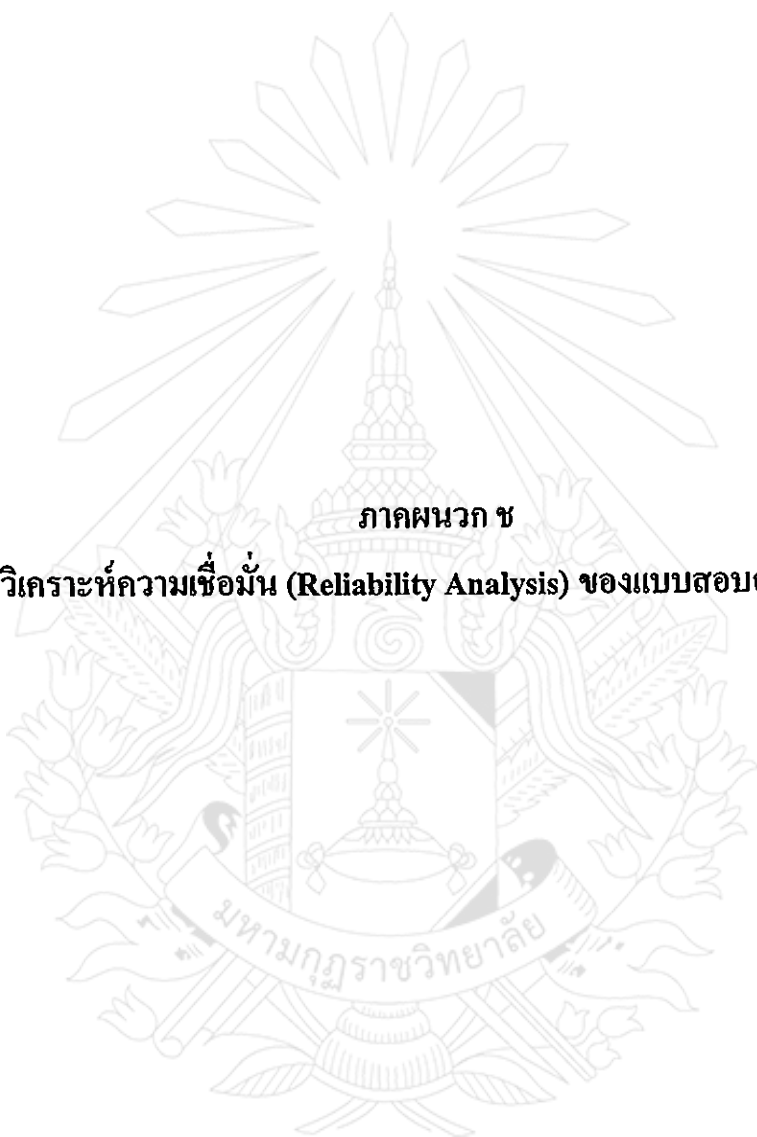 ภาคผนวก ช
วิเคราะห์ความเชื่อมั่น (Reliability Analysis) ของแบบสอบ
มหามกุฏราชวิทยาลัย